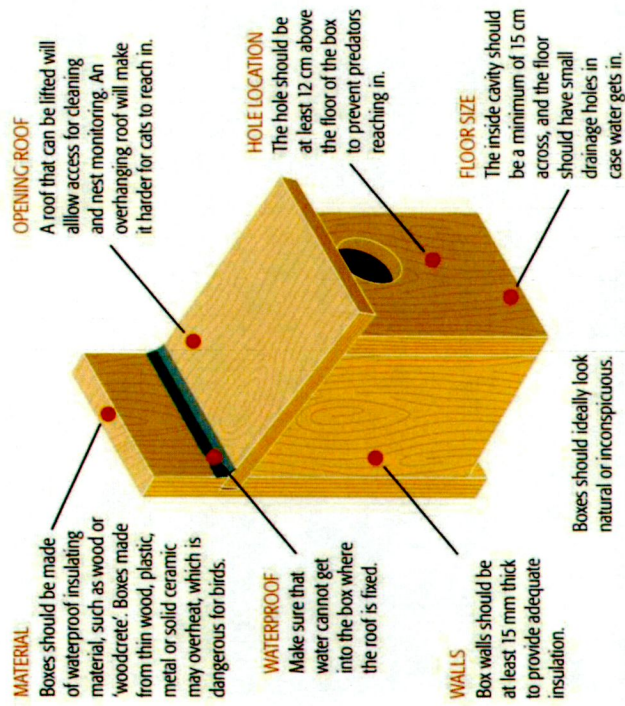 MATERIAL
Boxes should be made
of waterproof insulating
material, such as wood or
'woodcrete'. Boxes made
from thin wood, plastic,
metal or solid ceramic
may overheat, which is
dangerous for birds.
WATERPROOF
Make sure that
water cannot get
into the box where
the roof is fixed.
WALLS
Box walls should be
at least 15 mm thick
to provide adequate
insulation.
OPENING ROOF
A roof that can be lifted will
alllow access for cleaning
and nest monitoring. An
overhanging roof will make
it harder for cats to reach in.
HOLE LOCATION
The hole should be
at least 12 cm above
the floor of the box
to prevent predators
reaching in.
FLOOR SIZE
The inside cavity should
be a minimum of 15 cm
across, and the floor
should have small
drainage holes in
case water gets in.
Boxes should ideally look
natural or inconspicuous.